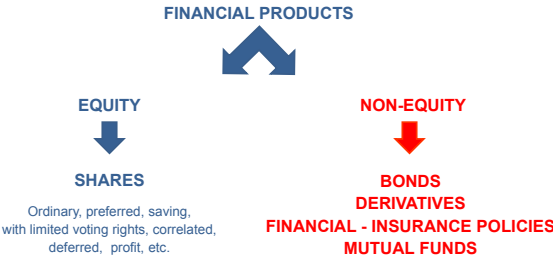 FINANCIAL PRODUCTS
EQUITY
NON-EQUITY
SHARES
Ordinary, preferred, saving,
with limited voting rights, correlated,
deferred, profit, etc.
BONDS
DERIVATIVES
FINANCIAL - INSURANCE POLICIES
MUTUAL FUNDS